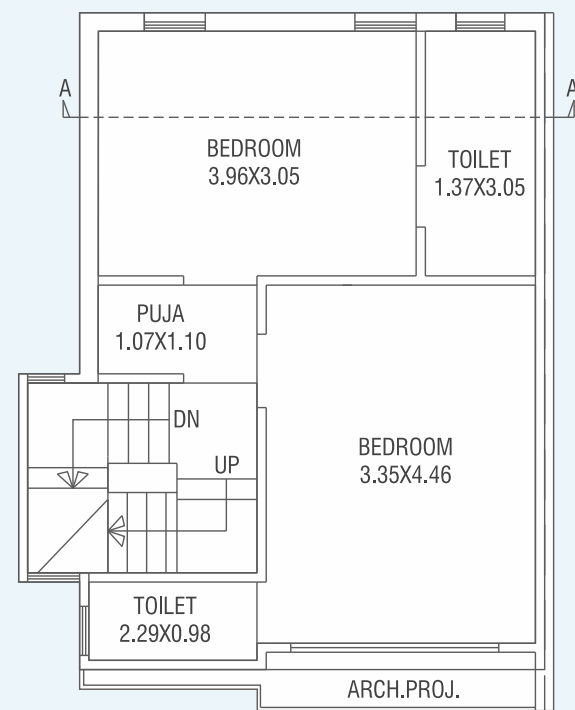 A
A
BEDROOM
3.96X3.05
TOILET
1.37X3.05
PUJA
1.07X1.10
DN
UP
BEDROOM
3.35X4.46
TOILET
2.29X0.98
ARCH.PROJ.